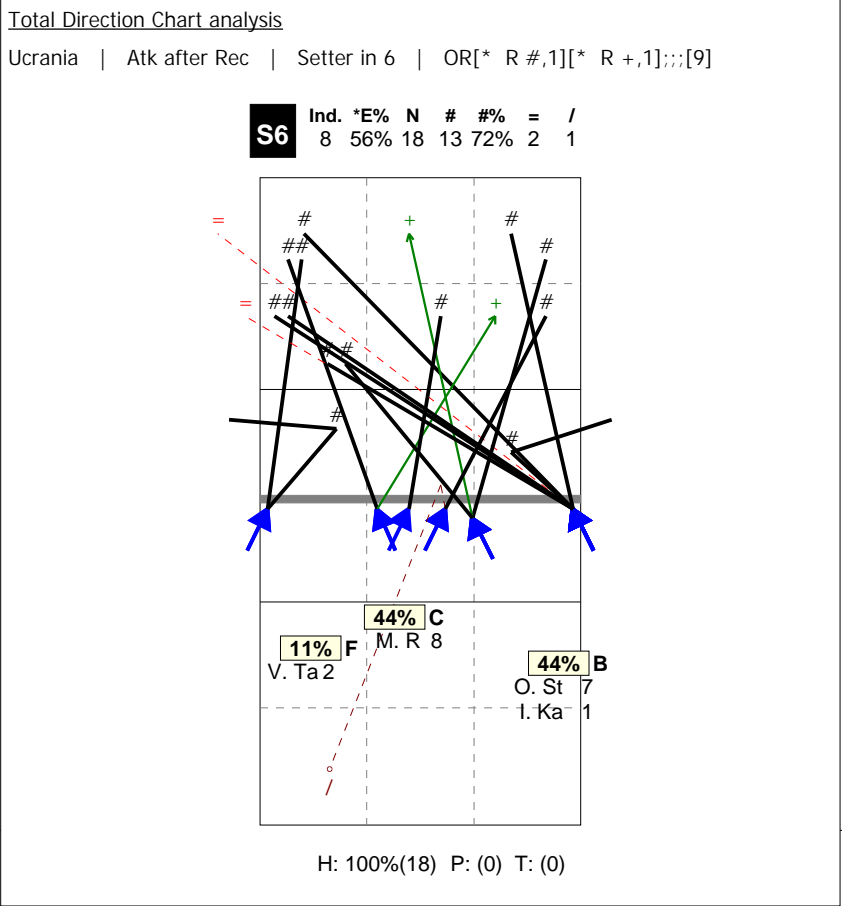 Total Direction Chart analysis
Ucrania | Atk after Rec | Setter in 6 | OR[* R #,1][* R +,1];;;[9]
S6
Ind. *E% N # #% = /
8 56% 18 13 72% 2 1
= # + #
## #
= ## # + #
# #
#
#
44% C
M. R 8
11% F
V. Ta 2
44% B
O. St 7
I. Ka 1
/
H: 100%(18) P: (0) T: (0)